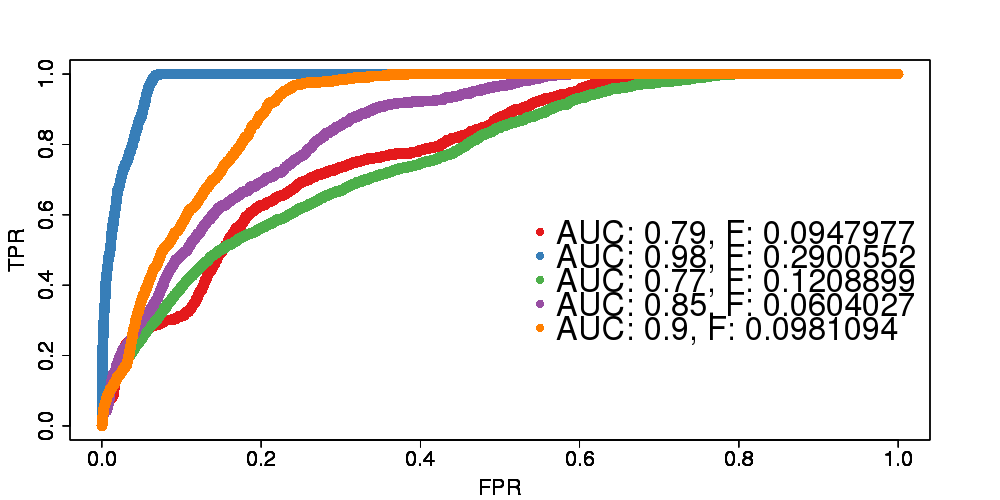 1.0
0.8
0.6
0.4
0.2
0.0
TPR
AUC: 0.79, F: 0.0947977
AUC: 0.98, F: 0.2900552
AUC: 0.77, F: 0.1208899
AUC: 0.85, F: 0.0604027
AUC: 0.9, F: 0.0981094
0.0 0.2 0.4 0.6 0.8 1.0
FPR